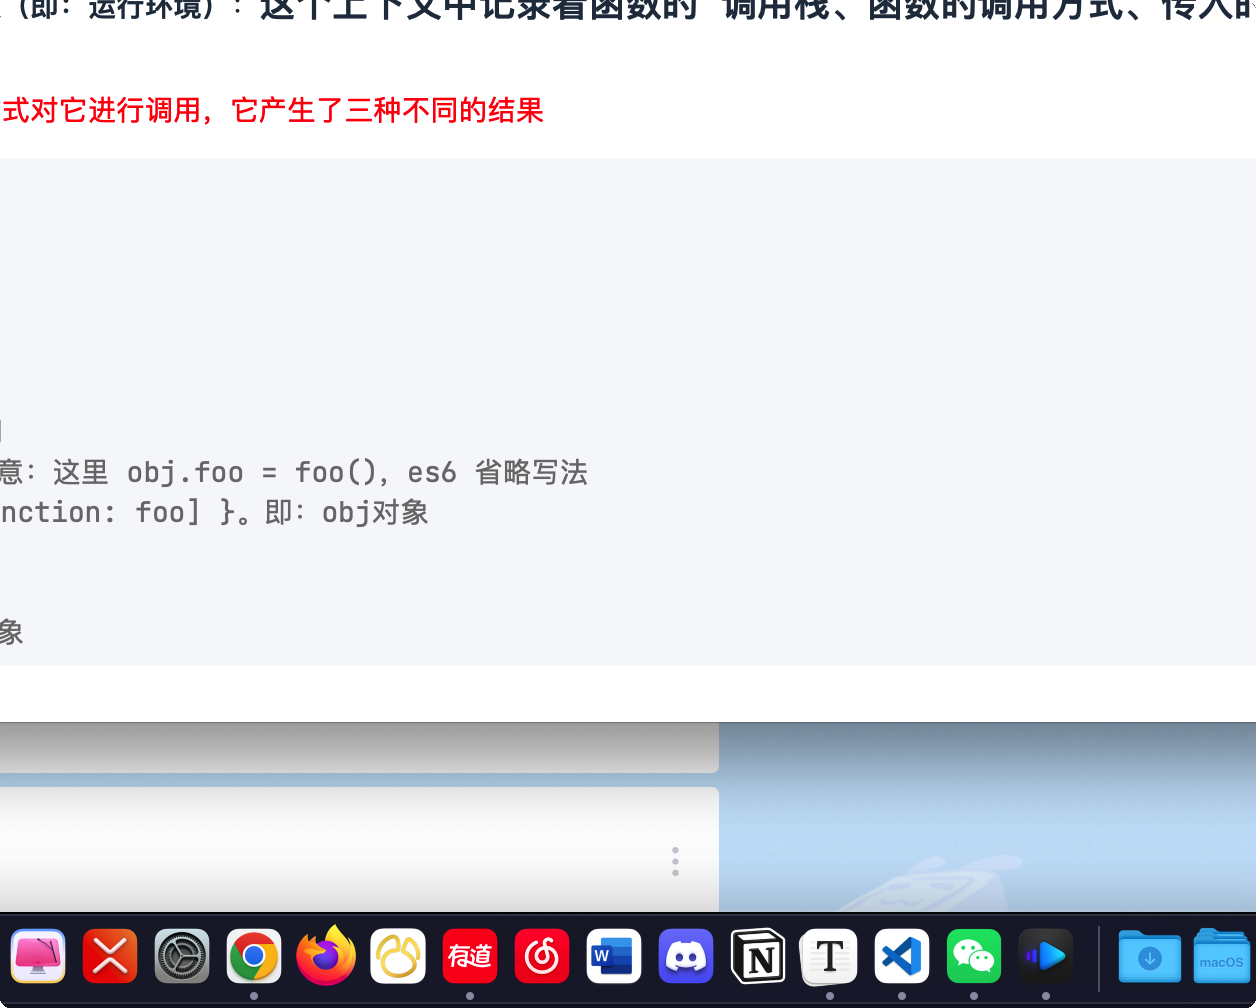 （即：运行环境）：这个上下文中记录着函数的 调用栈、函数的调用方式、传入的
式对它进行调用，它产生了三种不同的结果
意：这里 obj.foo = foo()，es6 省略写法
nction: foo] }。即：obj对象
象
有道
W
N
T
macOS